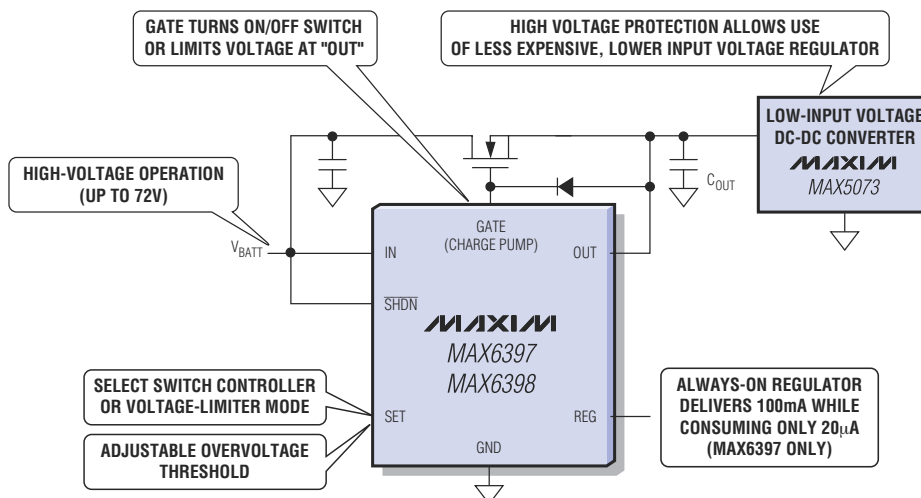 GATE TURNS ON/OFF SWITCH
OR LIMITS VOLTAGE AT "OUT"
HIGH VOLTAGE PROTECTION ALLOWS USE
OF LESS EXPENSIVE, LOWER INPUT VOLTAGE REGULATOR
LOW-INPUT VOLTAGE
DC-DC CONVERTER
MAXIM
MAX5073
HIGH-VOLTAGE OPERATION
(UP TO 72V)
COUT
VBATT
GATE
(CHARGE PUMP)
IN
OUT
SHDN
MAXIM
MAX6397
MAX6398
SELECT SWITCH CONTROLLER
OR VOLTAGE-LIMITER MODE
SET
REG
ADJUSTABLE OVERVOLTAGE
THRESHOLD
GND
ALWAYS-ON REGULATOR
DELIVERS 100mA WHILE
CONSUMING ONLY 20µA
(MAX6397 ONLY)